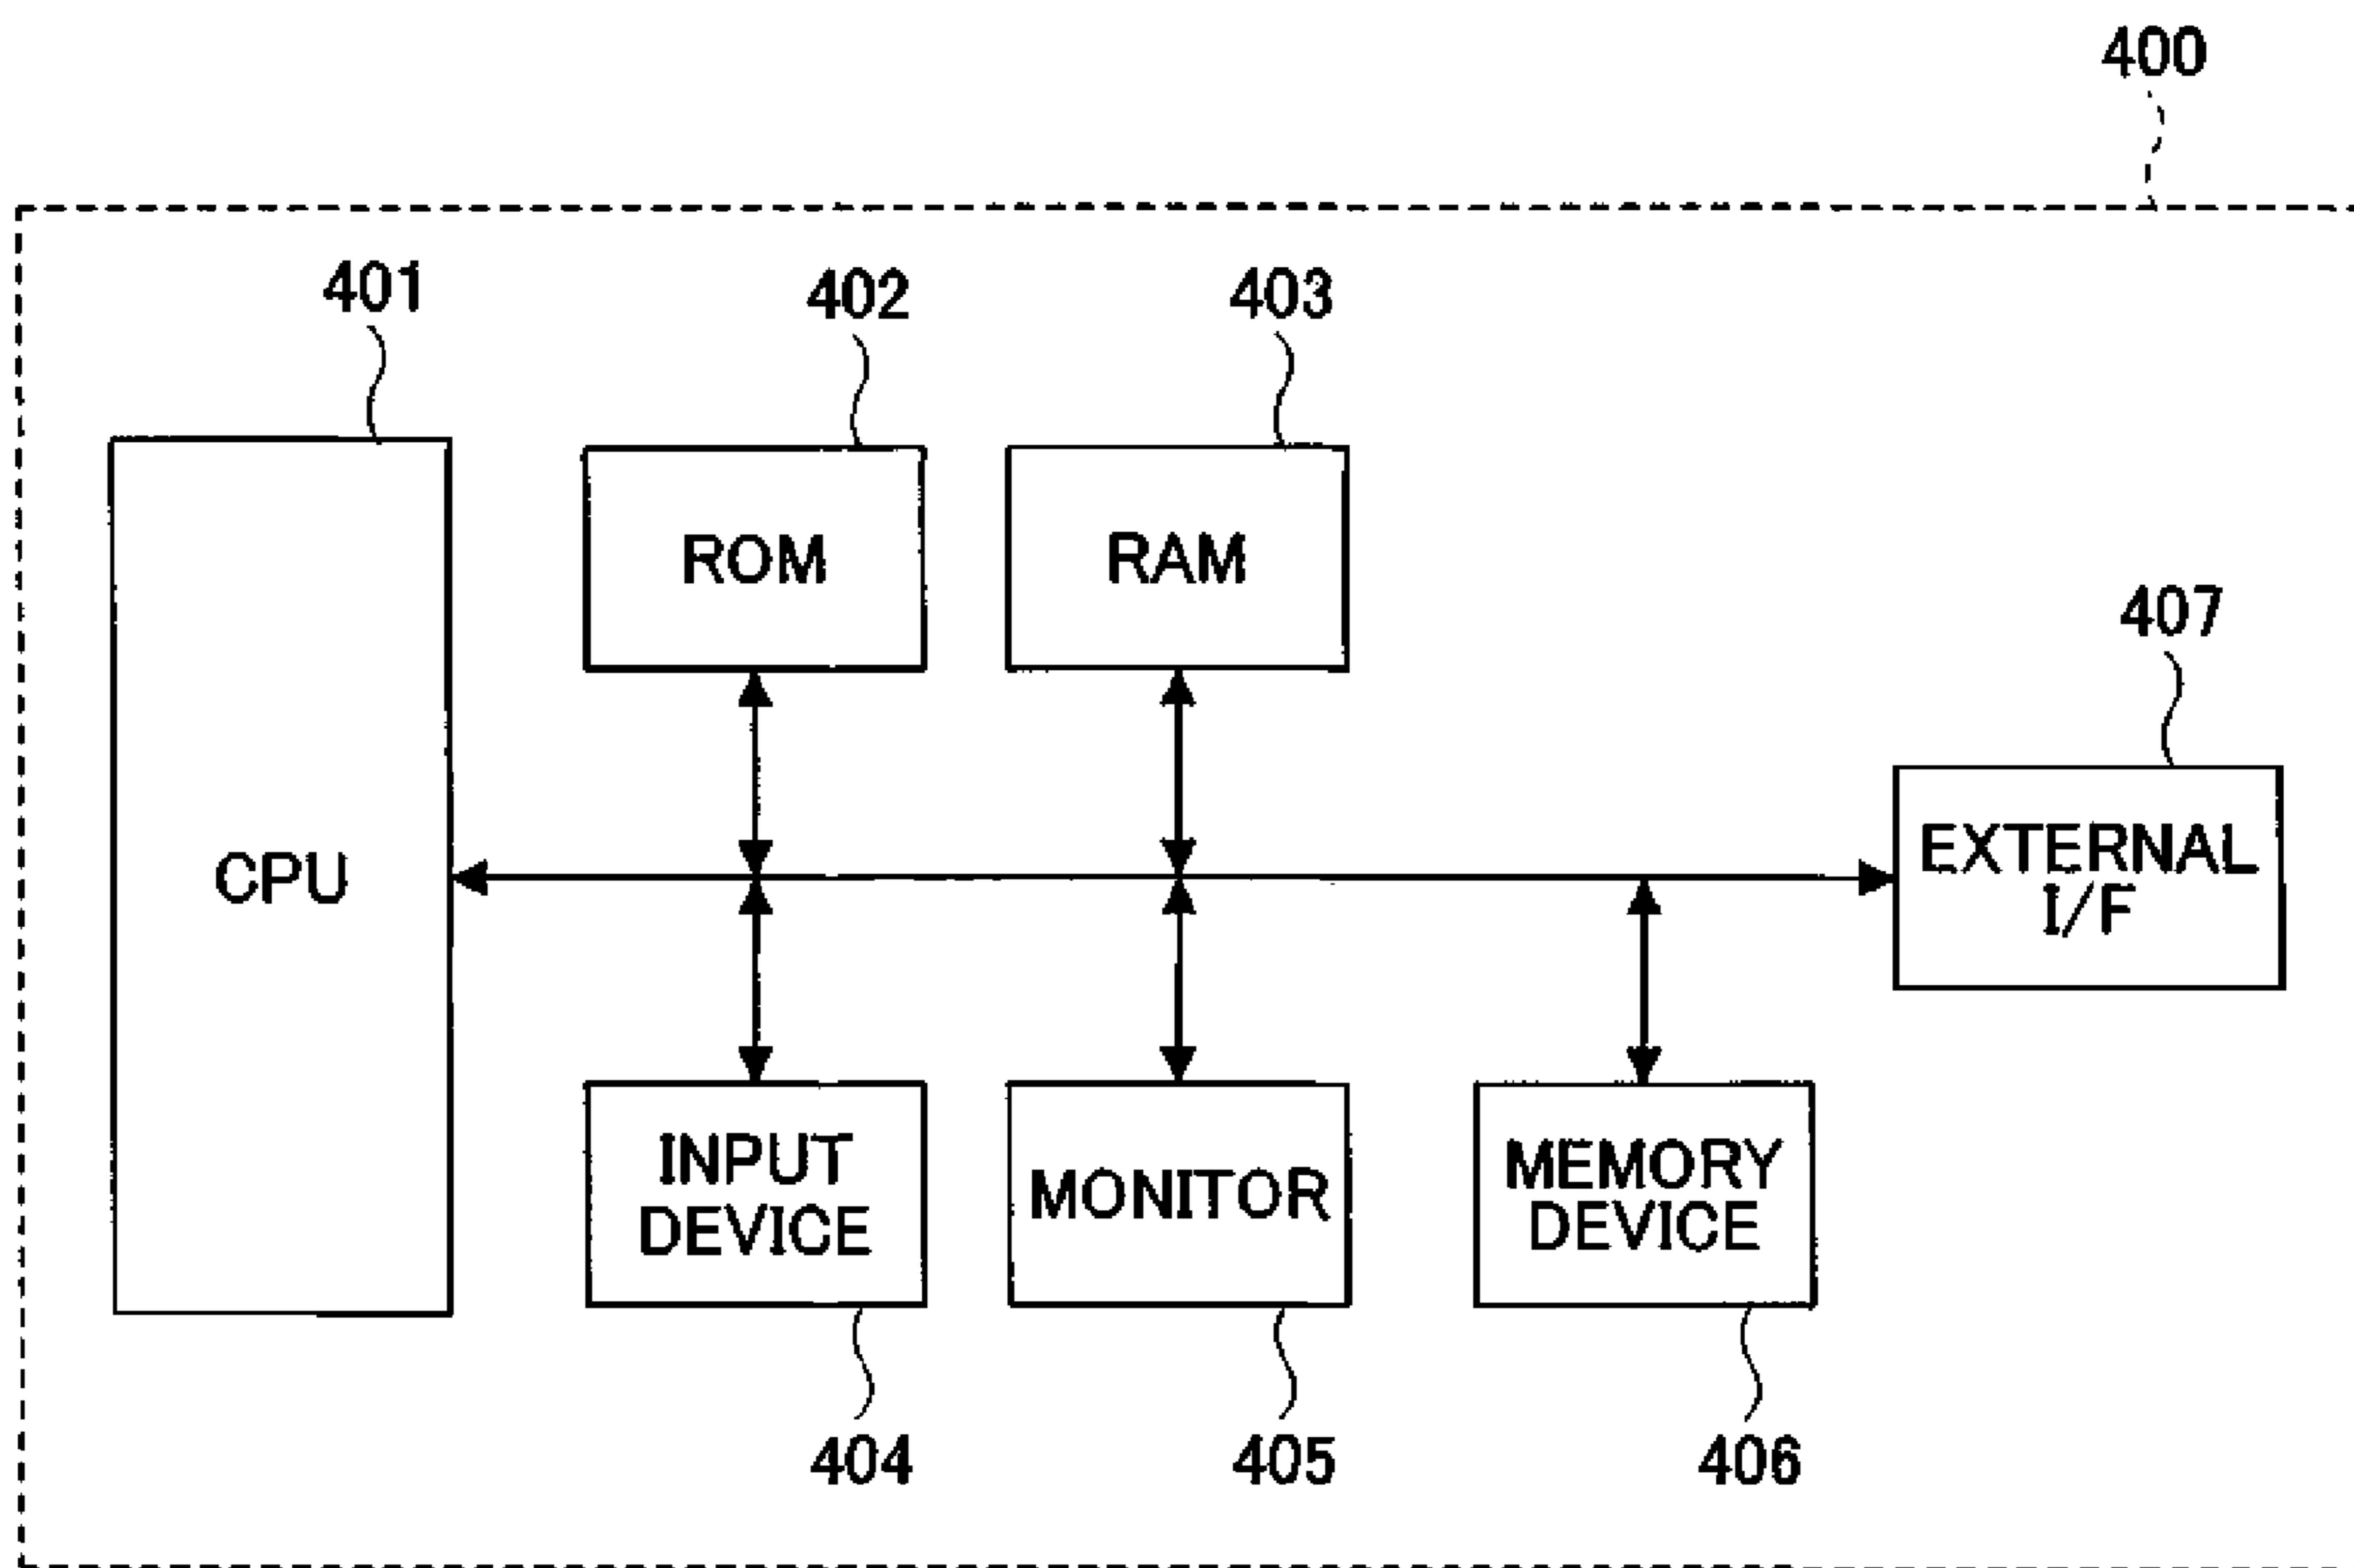 400
401
402
403
ROM
RAM
407
CPU
EXTERNAL
I/F
INPUT
DEVICE
MONITOR
MEMORY
DEVICE
404
405
406